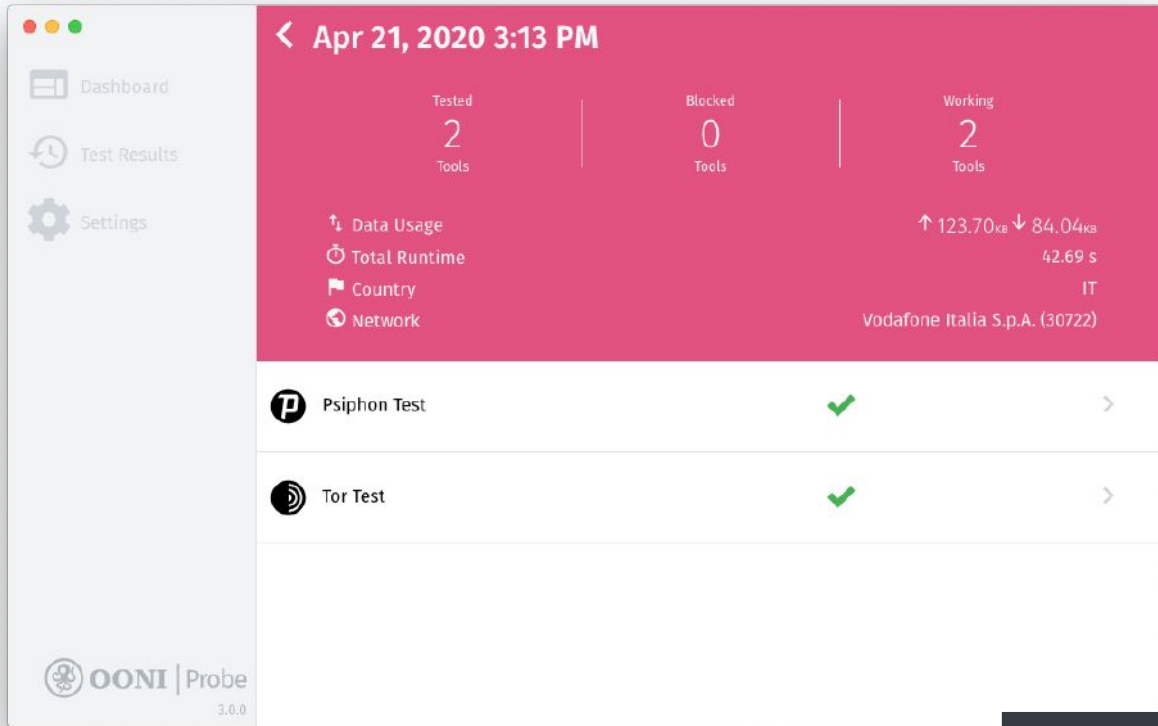 Apr 21, 2020 3:13 PM
Dashboard
Test Results
Settings
Tested
2
Tools
Blocked
0
Tools
Working
2
Tools
Data Usage
↑ 123.70KB ↓ 84.04KB
Total Runtime
42.69 s
Country
IT
Network
Vodafone Italia S.p.A. (30722)
Psiphon Test
Tor Test
OONI | Probe
3.0.0